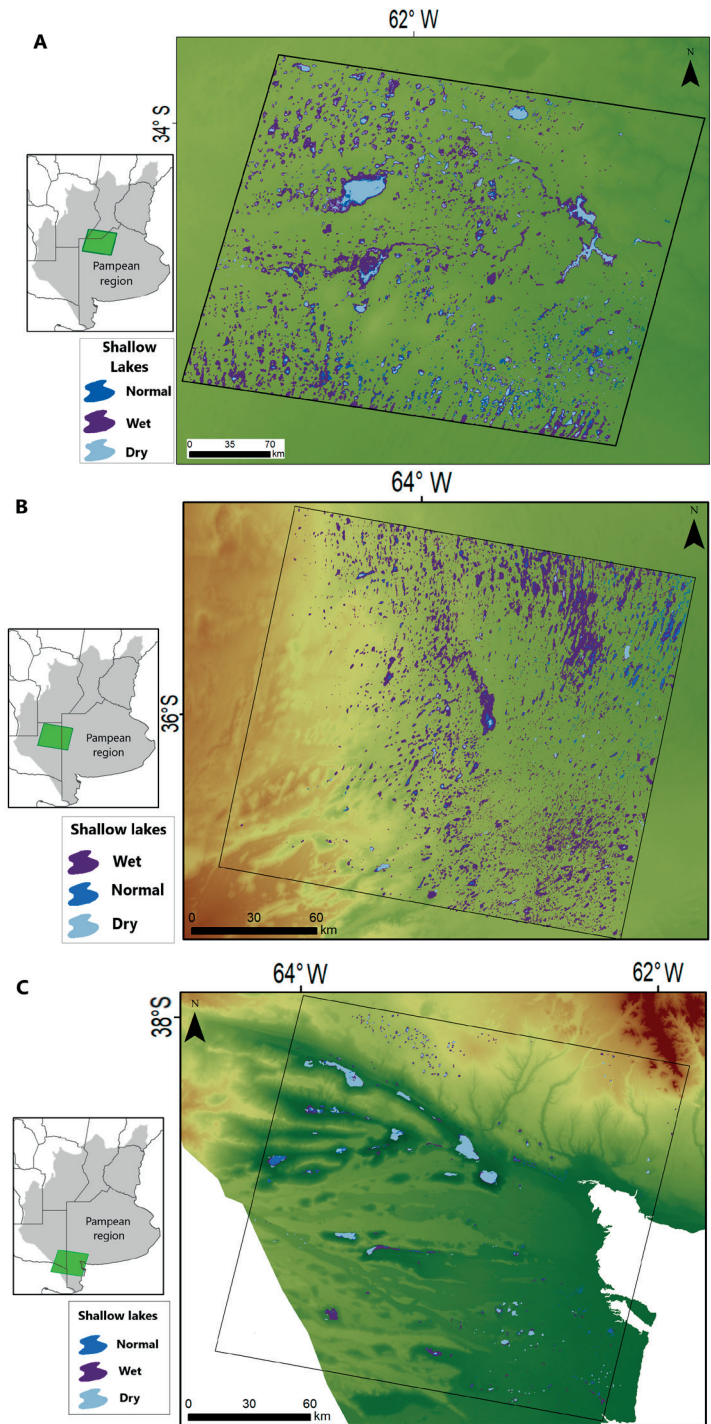 A
62° W
34° S
N
Pampean
region
Shallow
Lakes
Normal
Wet
Dry
0 35 70
km
B
64° W
36°S
N
Pampean
region
Shallow lakes
Wet
Normal
Dry
0 30 60
km
C
64° W
62° W
38°S
N
Pampean
region
Shallow lakes
Normal
Wet
Dry
0 30 60
km